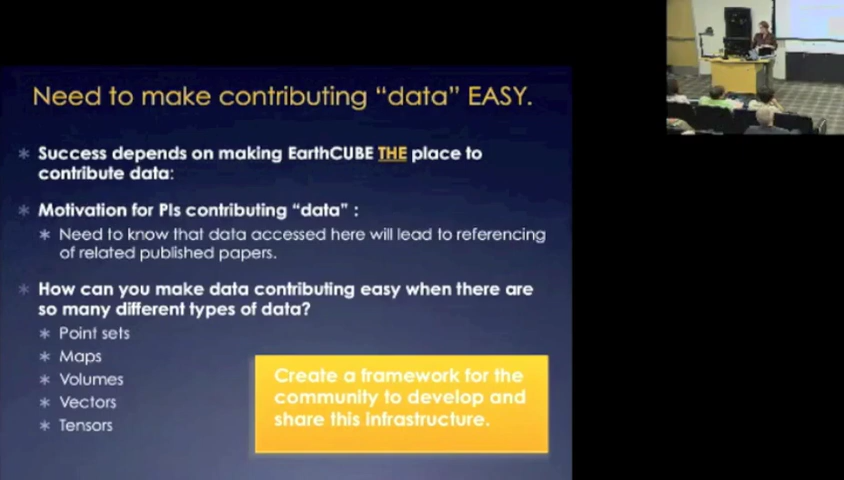 Need to make contributing “data” EASY.
* Success depends on making EarthCUBE THE place to
contribute data:
* Motivation for PIs contributing “data” :
* Need to know that data accessed here will lead to referencing
of related published papers.
* How can you make data contributing easy when there are
so many different types of data?
* Point sets
* Maps
* Volumes
* Vectors
* Tensors
Create a framework for the
community to develop and
share this infrastructure.